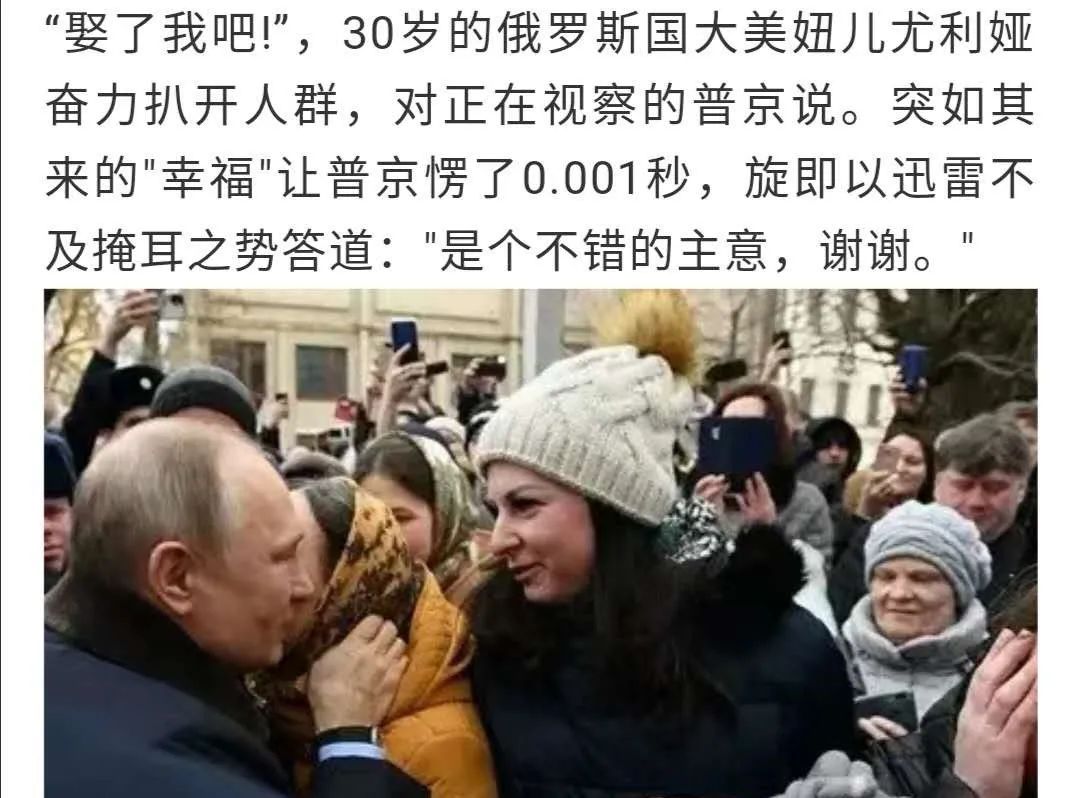 “娶了我吧!”，30岁的俄罗斯国大美妞儿尤利娅
奋力扒开人群，对正在视察的普京说。突如其
来的"幸福"让普京愣了0.001秒，旋即以迅雷不
及掩耳之势答道："是个不错的主意，谢谢。"